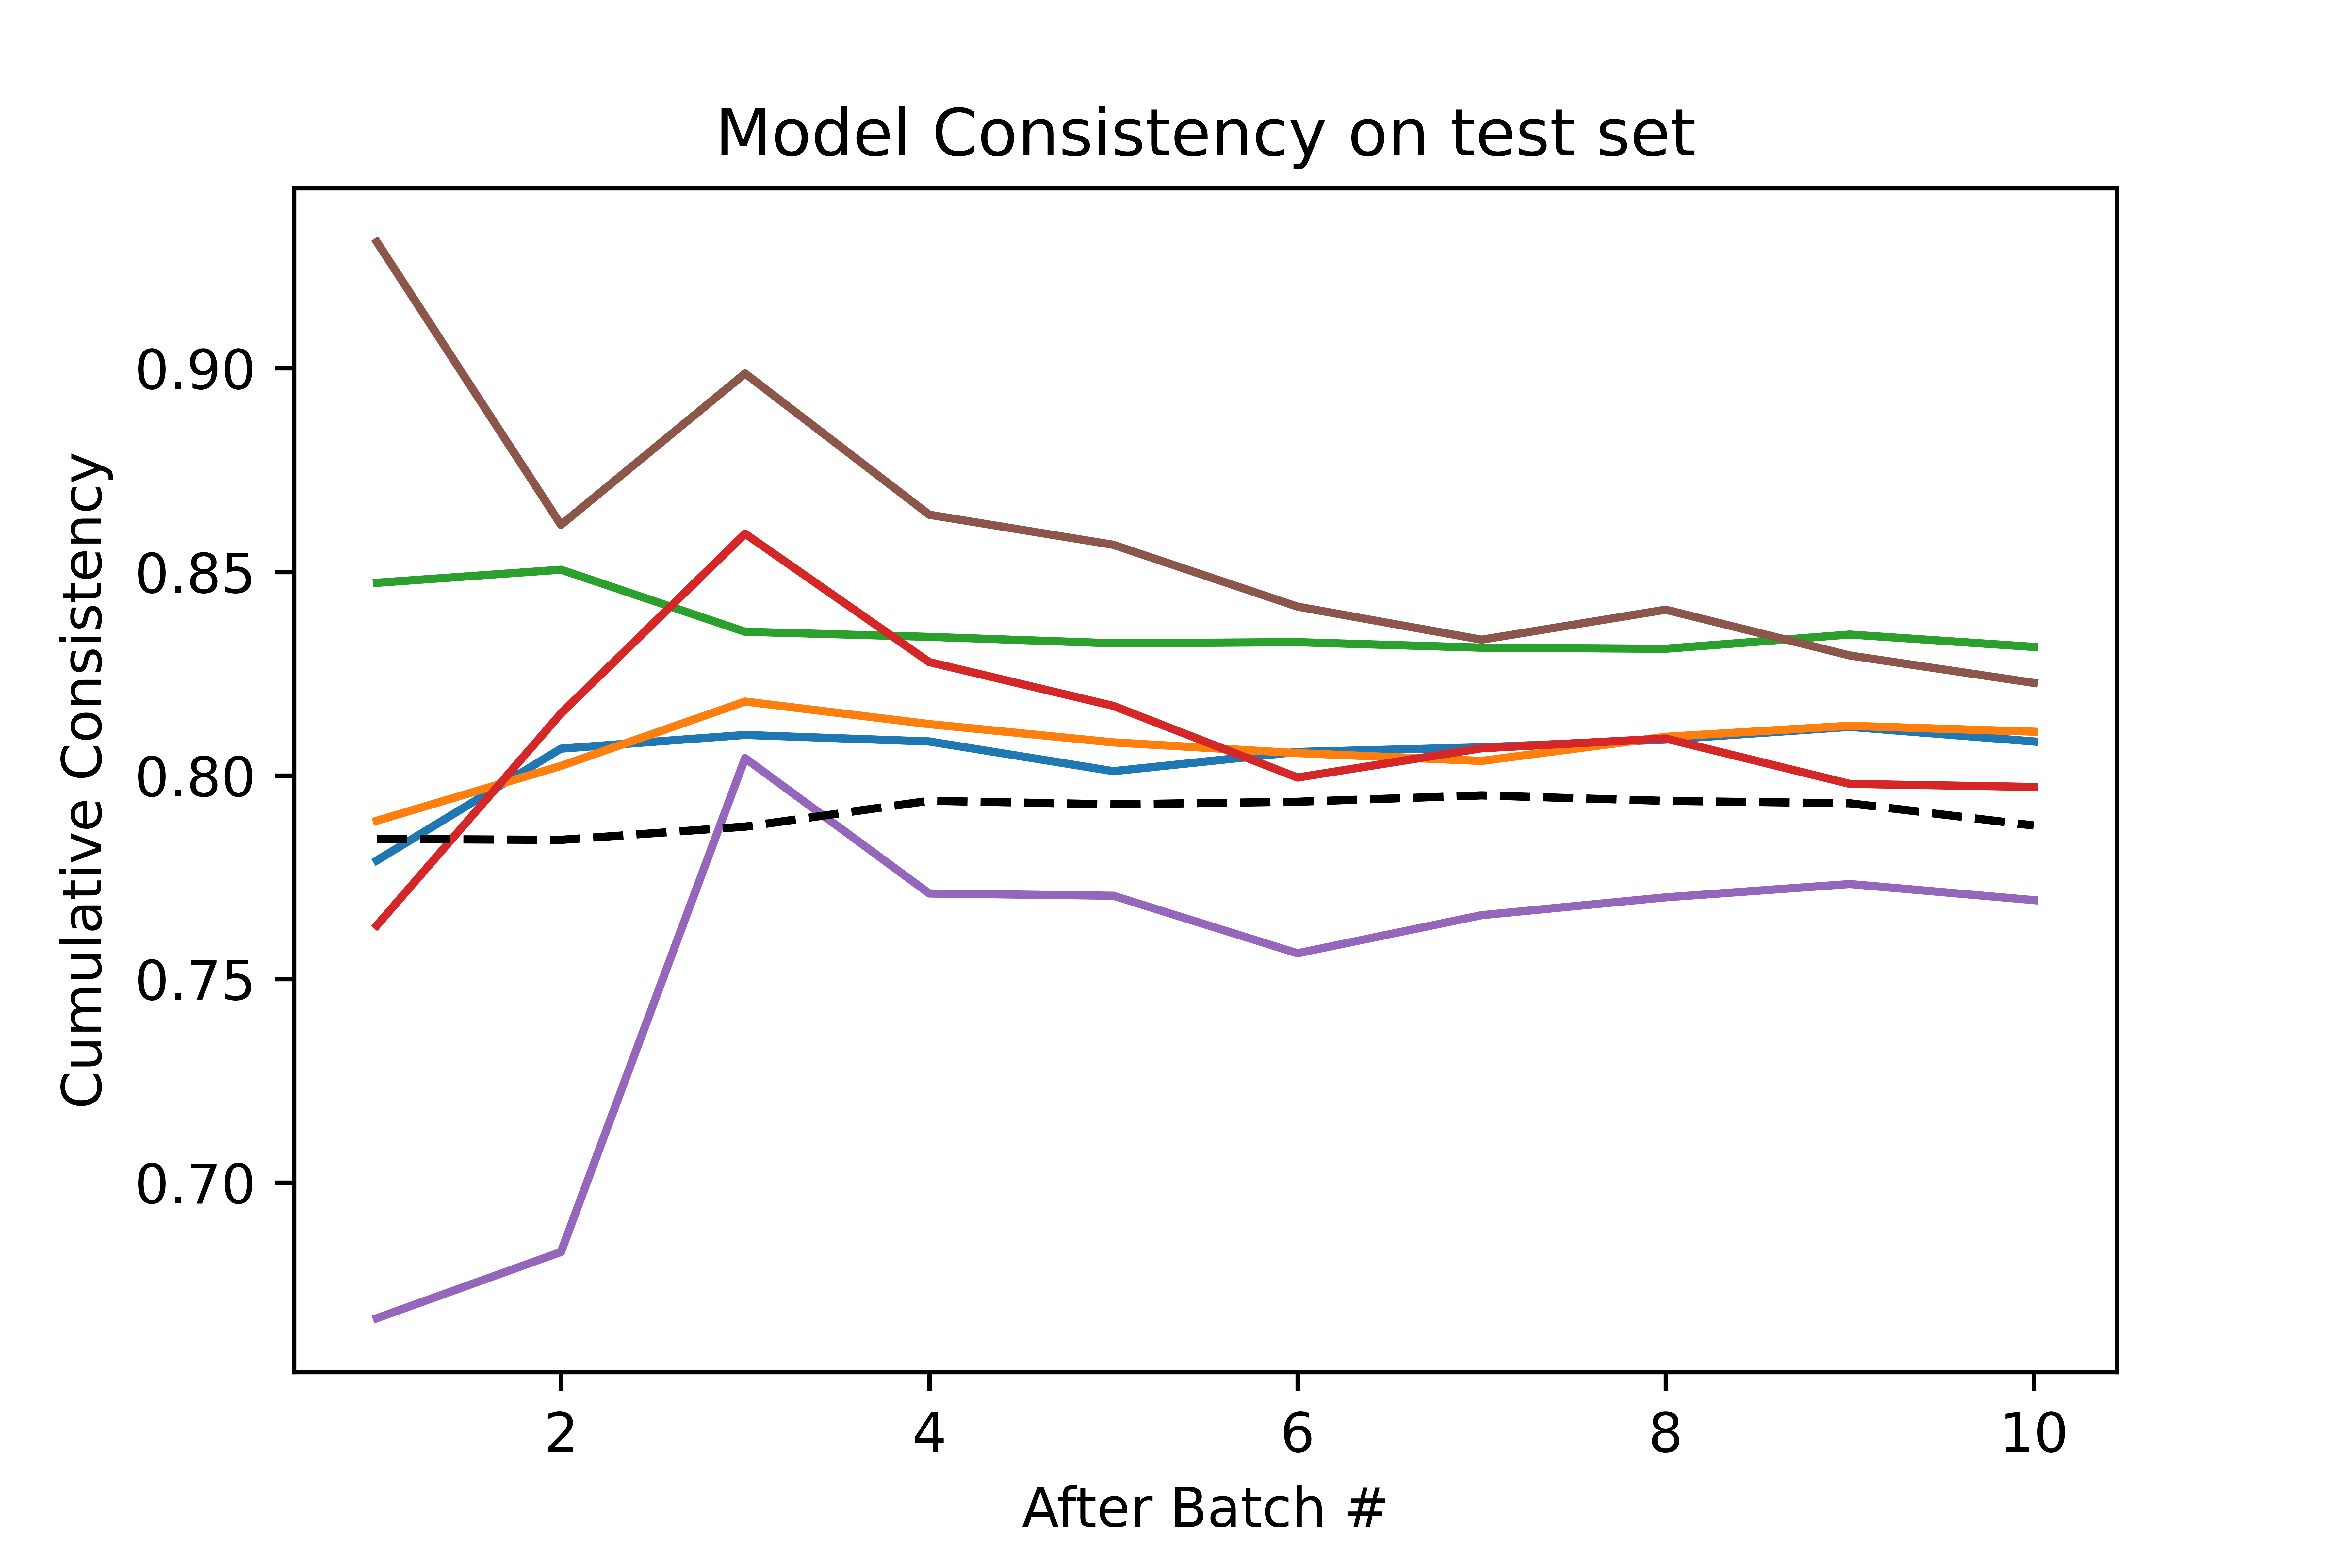 Model Consistency on test set
Cumulative Consistency
0.90
0.85
0.80
0.75
0.70
2 4 6 8 10
After Batch #